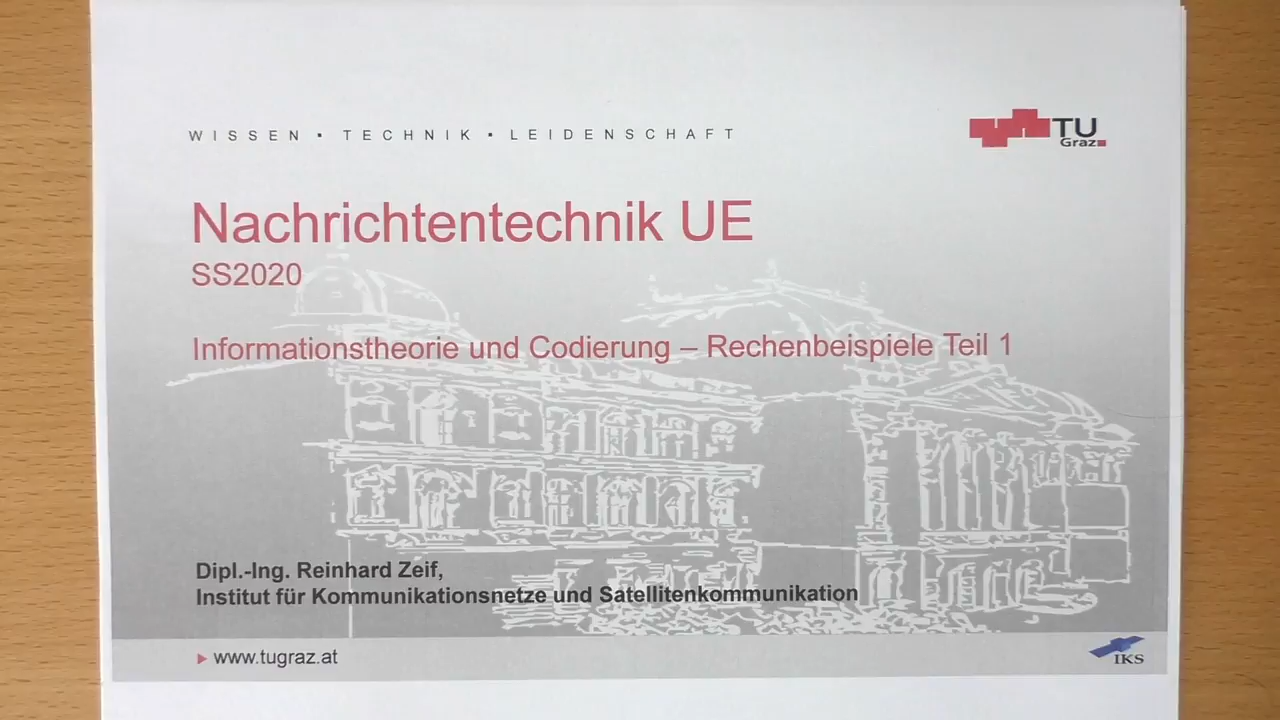 WISSEN ▪ TECHNIK ▪ LEIDENSCHAFT
TU
Graz
Nachrichtentechnik UE
SS2020
Informationstheorie und Codierung – Rechenbeispiele Teil 1
Dipl.-Ing. Reinhard Zeif,
Institut für Kommunikationsnetze und Satellitenkommunikation
www.tugraz.at
IKS